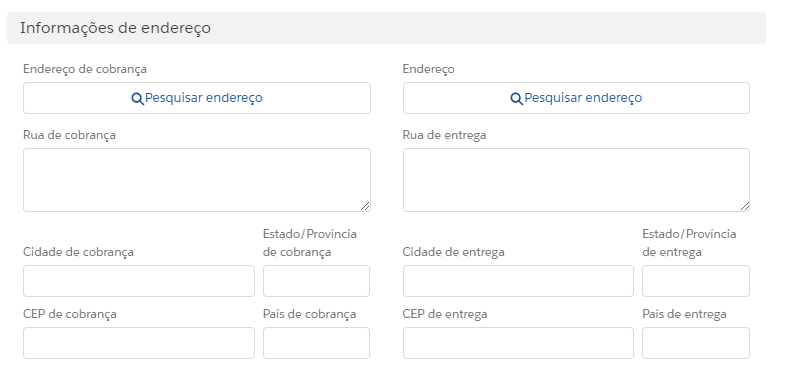 Informações de endereço
Endereço de cobrança
Pesquisar endereço
Rua de cobrança
Cidade de cobrança
Estado/Província
de cobrança
CEP de cobrança
País de cobrança
Endereço
Pesquisar endereço
Rua de entrega
Cidade de entrega
Estado/Província
de entrega
CEP de entrega
País de entrega